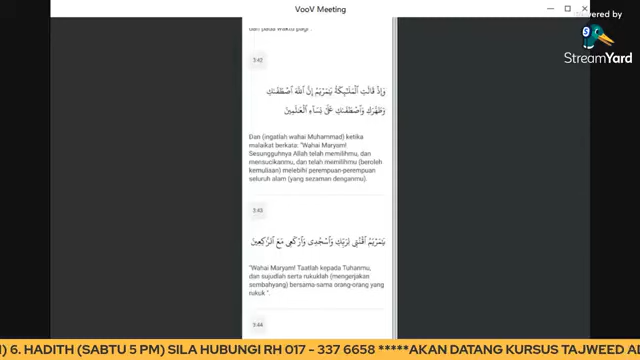 VooV Meeting
Powered by
StreamYard
dan pada waktu pagi".
3:42
وَإِذْ قَالَتِ ٱلْمَلَـٰٓئِكَةُ يَـٰمَرْيَمُ إِنَّ ٱللَّهَ ٱصْطَفَىٰكِ
وَطَهَّرَكِ وَٱصْطَفَىٰكِ عَلَىٰ نِسَآءِ ٱلْعَـٰلَمِينَ
Dan (ingatlah wahai Muhammad) ketika
malaikat berkata: "Wahai Maryam!
Sesungguhnya Allah telah memilihmu, dan
mensucikanmu, dan telah memilihmu (beroleh
kemuliaan) melebihi perempuan-perempuan
seluruh alam (yang sezaman denganmu).
3:43
يَـٰمَرْيَمُ ٱقْنُتِى لِرَبِّكِ وَٱسْجُدِى وَٱرْكَعِى مَعَ ٱلرَّٰكِعِينَ
"Wahai Maryam! Taatlah kepada Tuhanmu,
dan sujudlah serta rukuklah (mengerjakan
sembahyang) bersama-sama orang-orang yang
rukuk ".
3:44
) 6. HADITH (SABTU 5 PM) SILA HUBUNGI RH 017 - 337 6658 *****AKAN DATANG KURSUS TAJWEED AL